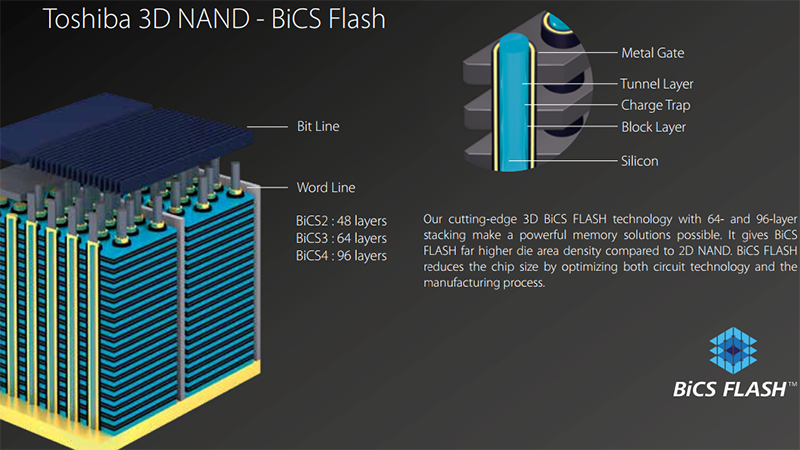 Toshiba 3D NAND - BiCS Flash
Bit Line
Word Line
BiCS2 : 48 layers
BiCS3 : 64 layers
BiCS4 : 96 layers
Metal Gate
Tunnel Layer
Charge Trap
Block Layer
Silicon
Our cutting-edge 3D BiCS FLASH technology with 64- and 96-layer
stacking make a powerful memory solutions possible. It gives BiCS
FLASH far higher die area density compared to 2D NAND. BiCS FLASH
reduces the chip size by optimizing both circuit technology and the
manufacturing process.
BiCS FLASH™